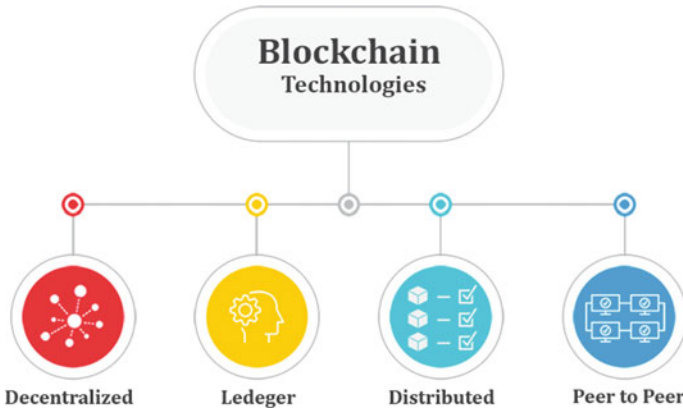 Blockchain
Technologies
Decentralized
Ledeger
Distributed
Peer to Peer